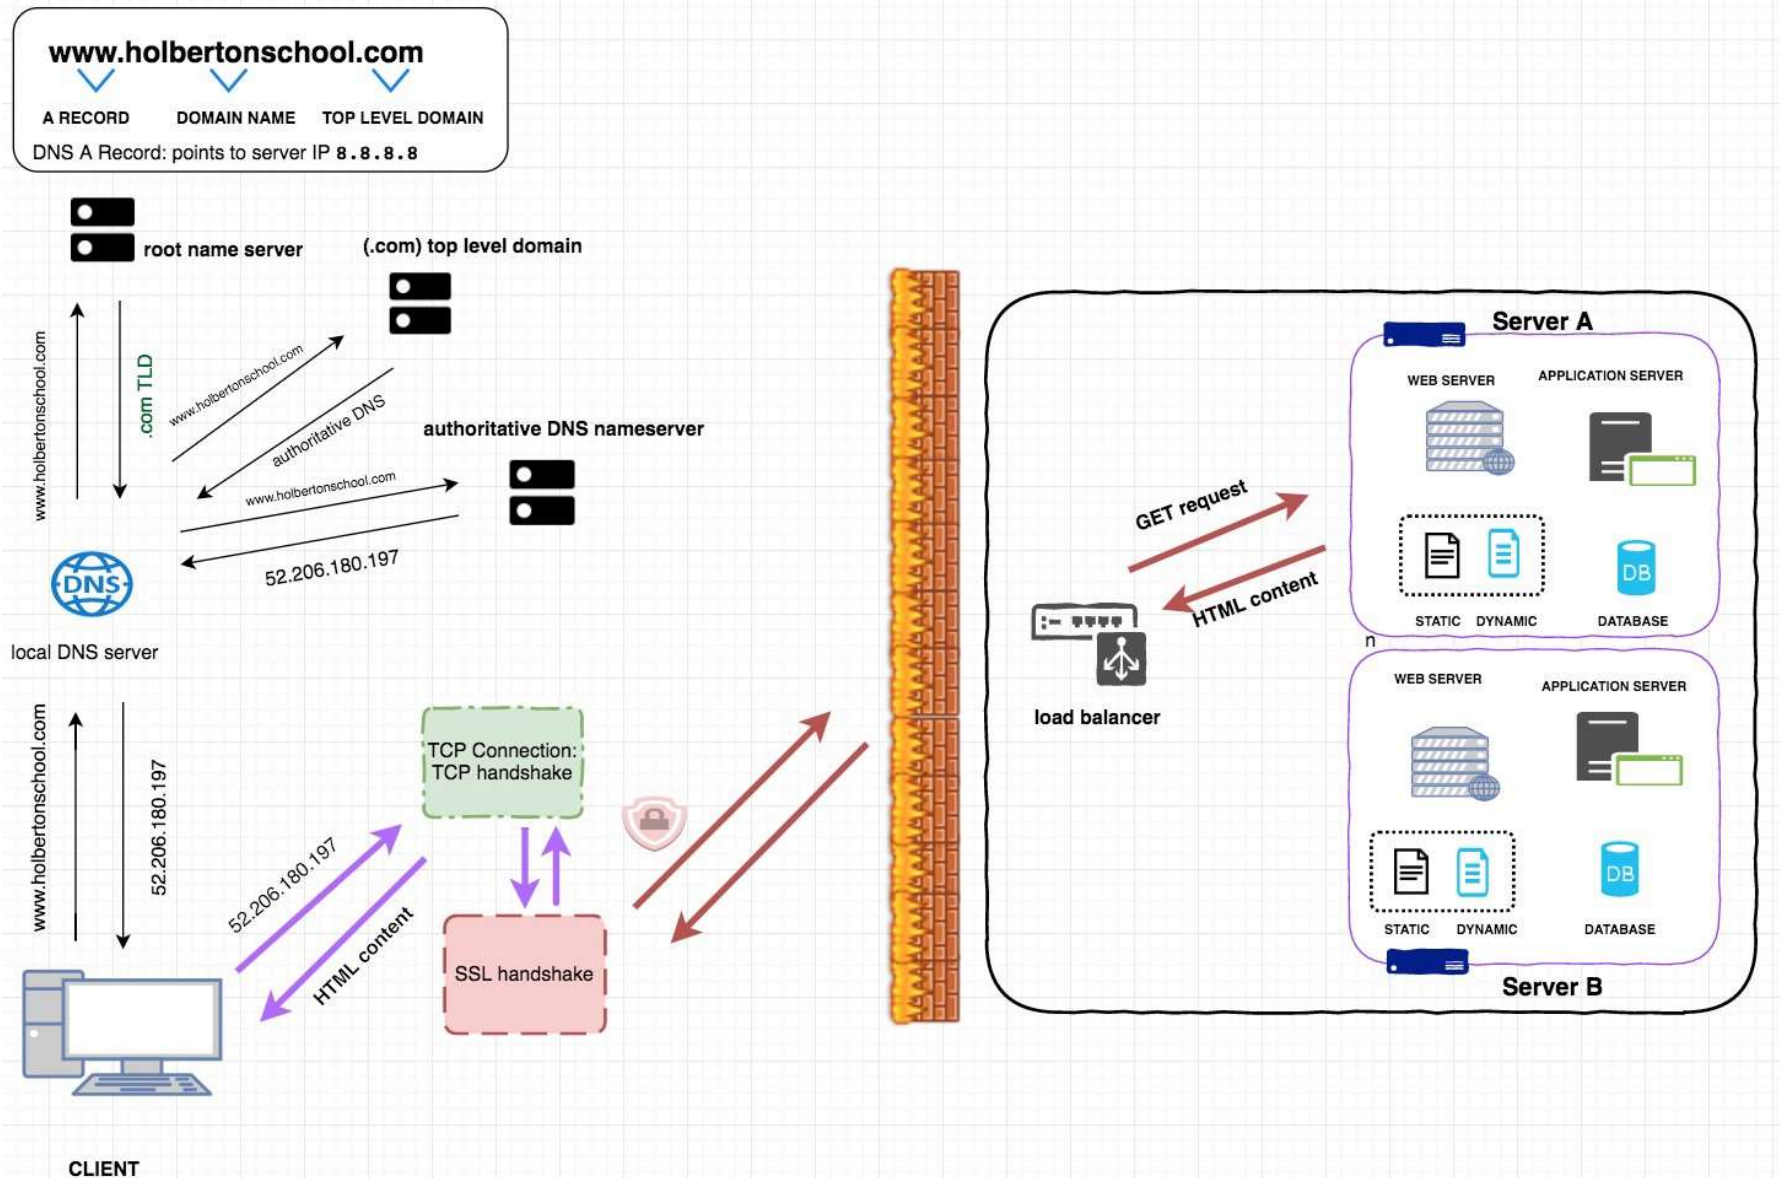 www.holbertonschool.com
A RECORD
DOMAIN NAME
TOP LEVEL DOMAIN
DNS A Record: points to server IP 8.8.8.8
root name server
(.com) top level domain
www.holbertonschool.com
.com TLD
www.holbertonschool.com
authoritative DNS
authoritative DNS nameserver
www.holbertonschool.com
52.206.180.197
DNS
local DNS server
www.holbertonschool.com
52.206.180.197
TCP Connection:
TCP handshake
52.206.180.197
HTML content
SSL handshake
CLIENT
GET request
HTML content
load balancer
Server A
WEB SERVER
APPLICATION SERVER
DB
STATIC
DYNAMIC
DATABASE
n
WEB SERVER
APPLICATION SERVER
DB
STATIC
DYNAMIC
DATABASE
Server B